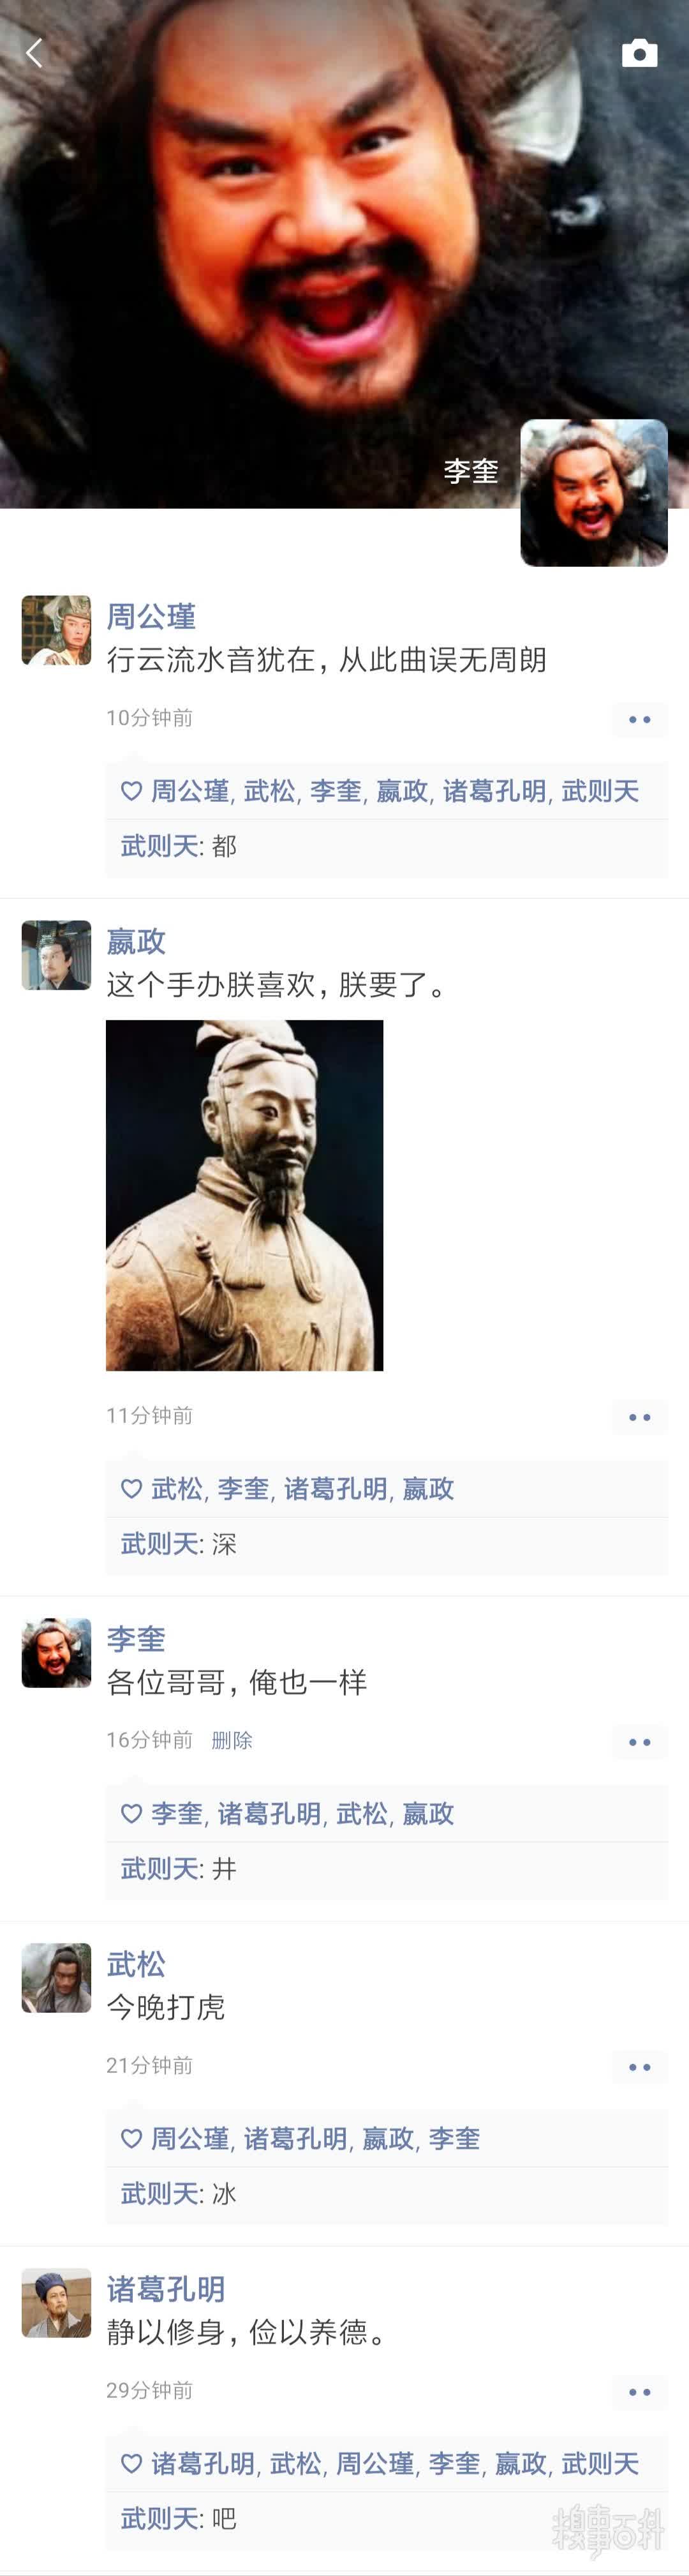 李奎
周公瑾
行云流水音犹在，从此曲误无周朗
10分钟前
周公瑾, 武松, 李奎, 嬴政, 诸葛孔明, 武则天
武则天: 都
嬴政
这个手办朕喜欢，朕要了。
11分钟前
武松, 李奎, 诸葛孔明, 嬴政
武则天: 深
李奎
各位哥哥，俺也一样
16分钟前 删除
李奎, 诸葛孔明, 武松, 嬴政
武则天: 井
武松
今晚打虎
21分钟前
周公瑾, 诸葛孔明, 嬴政, 李奎
武则天: 冰
诸葛孔明
静以修身，俭以养德。
29分钟前
诸葛孔明, 武松, 周公瑾, 李奎, 嬴政, 武则天
武则天: 吧
糗事百科